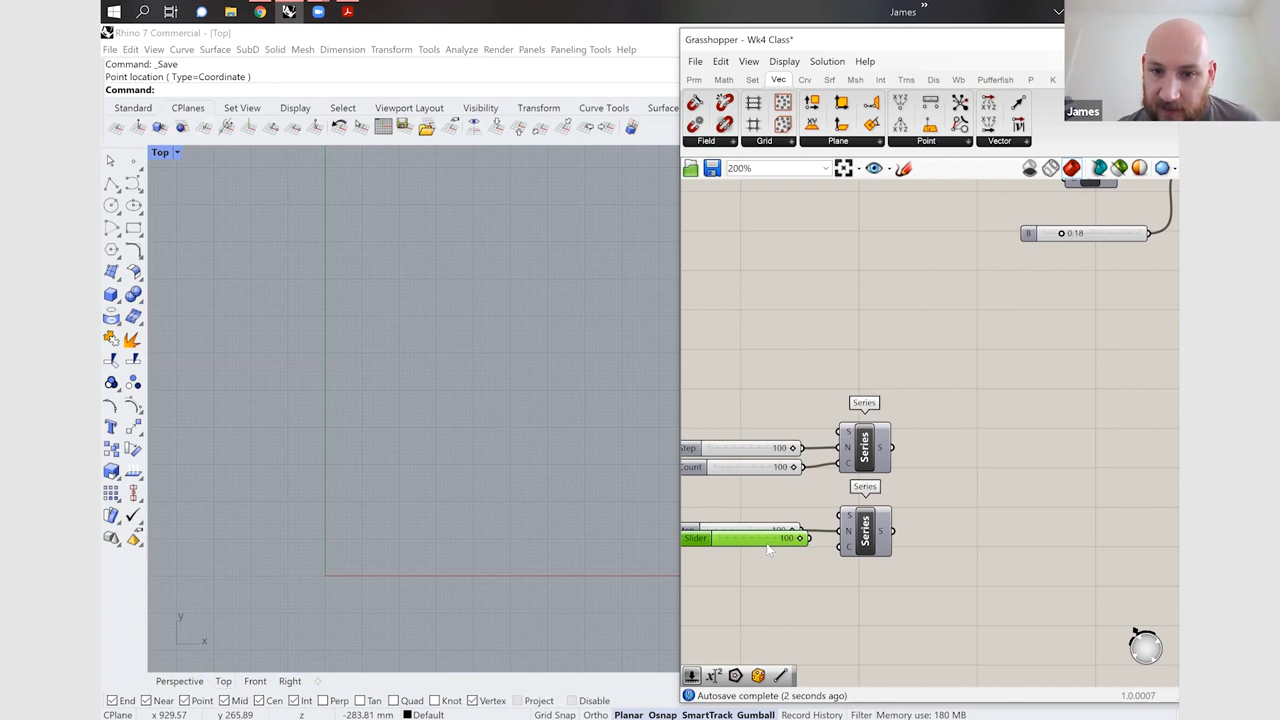 James
Rhino 7 Commercial - [Top]
File Edit View Curve Surface SubD Solid Mesh Dimension Transform Tools Analyze Render Panels Paneling Tools Help
Command: _Save
Point location ( Type=Coordinate )
Command:
Standard CPlanes Set View Display Select Viewport Layout Visibility Transform Curve Tools Surface
Top
y
x
Perspective Top Front Right
End Near Point Mid Cen Int Perp Tan Quad Knot Vertex Project Disable
CPlane x 929.57 y 265.89 z -283.81 mm Default Grid Snap Ortho Planar Osnap SmartTrack Gumball Record History Filter Memory use: 180 MB
Grasshopper - Wk4 Class*
File Edit View Display Solution Help
Prm Math Set Vec Crv Srf Msh Int Trns Dis Wb Pufferfish P K
Field Grid Plane Point Vector
200%
B 0.18
Series
Step 100
Count 100
S
N
C
Series
S
Series
100
Slider 100
S
N
C
Series
S
Autosave complete (2 seconds ago)
1.0.0007
James